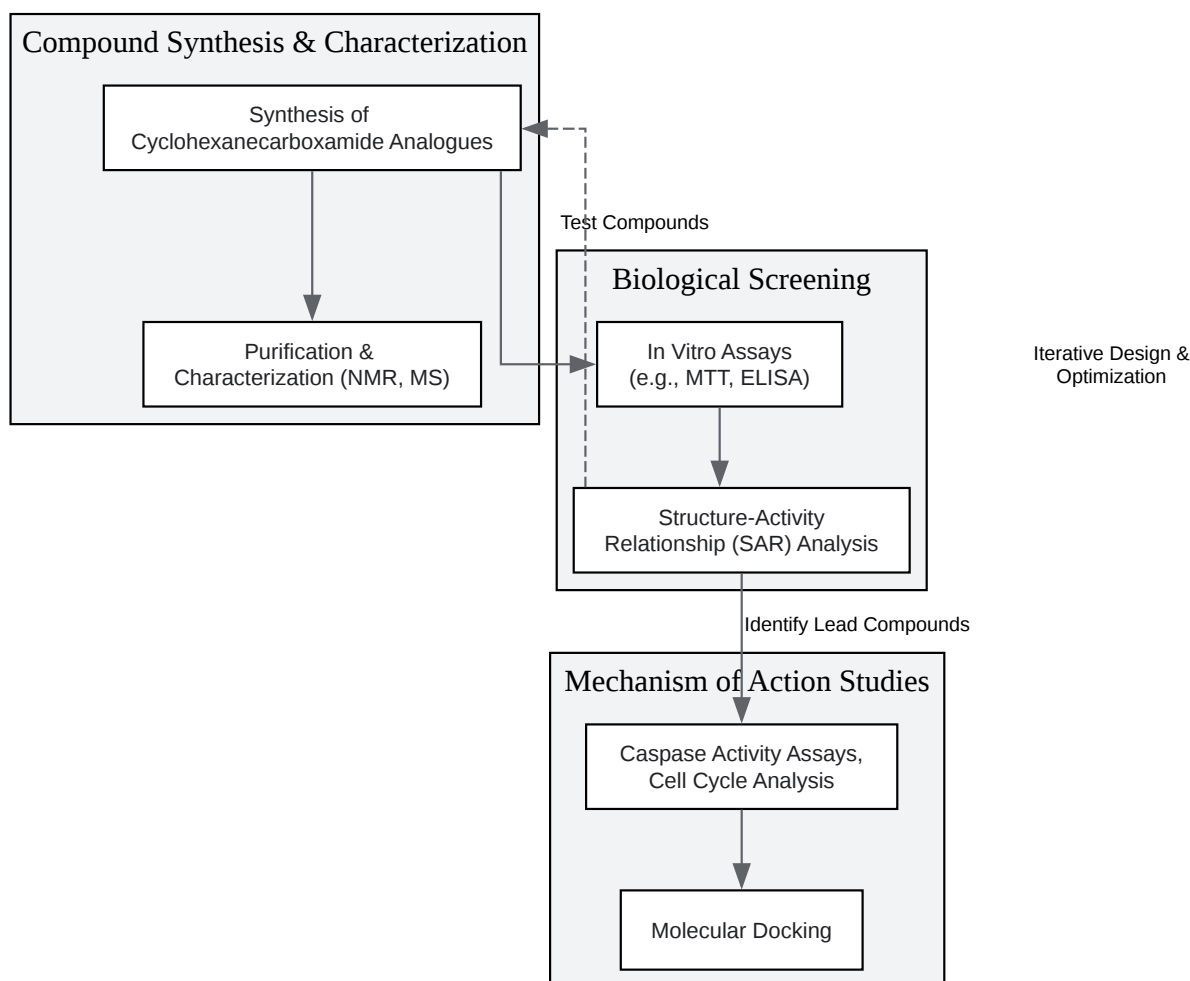 Compound Synthesis & Characterization
Synthesis of
Cyclohexanecarboxamide Analogues
Test Compounds
Biological Screening
Purification &
Characterization (NMR, MS)
In Vitro Assays
(e.g., MTT, ELISA)
Iterative Design &
Optimization
Structure-Activity
Relationship (SAR) Analysis
Identify Lead Compounds
Mechanism of Action Studies
Caspase Activity Assays,
Cell Cycle Analysis
Molecular Docking